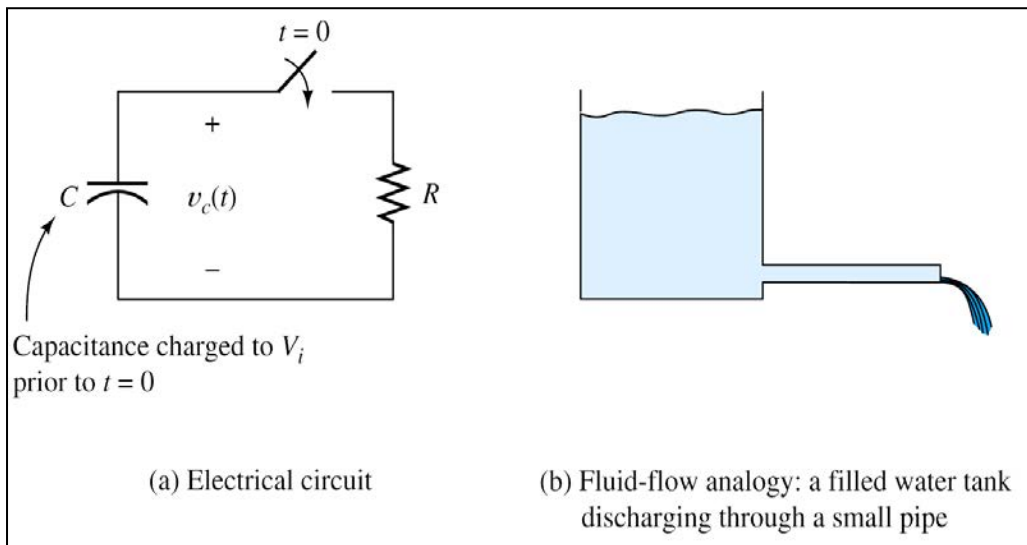 t = 0
+
C
v_c(t)
R
–
Capacitance charged to V_i
prior to t = 0
(a) Electrical circuit
(b) Fluid-flow analogy: a filled water tank
discharging through a small pipe